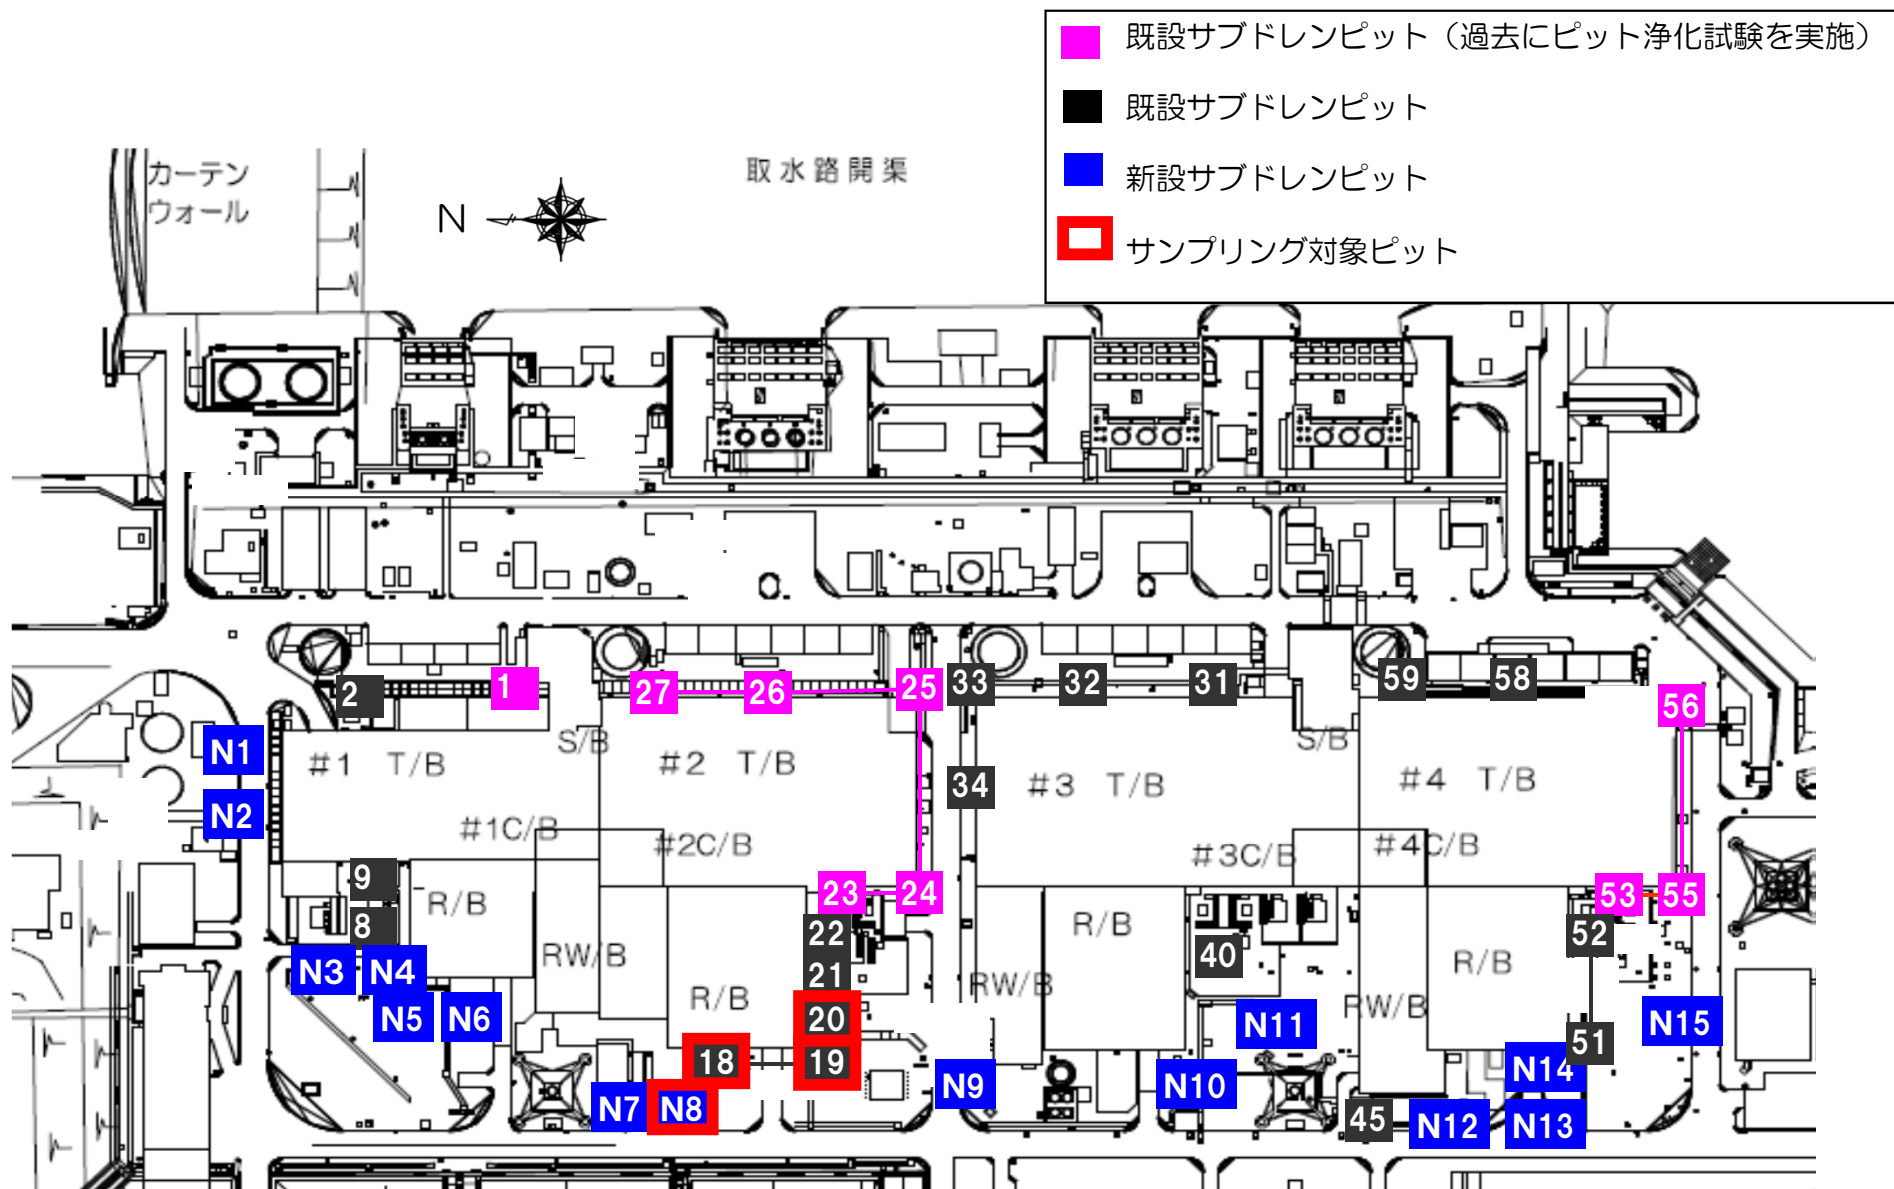 既設サブドレンピット（過去にピット浄化試験を実施）
既設サブドレンピット
新設サブドレンピット
サンプリング対象ピット
カーテン
ウォール
取水路開渠
N
2
1
27
26
25
33
32
31
59
58
56
N1
N2
#1 T/B
S/B
#2 T/B
34
#3 T/B
S/B
#4 T/B
#1C/B
#2C/B
#3C/B
#4C/B
9
8
R/B
23
24
R/B
53
55
22
21
20
19
18
40
52
51
N3
N4
N5
N6
RW/B
R/B
RW/B
RW/B
R/B
N11
N15
N7
N8
N9
N10
N14
45
N12
N13